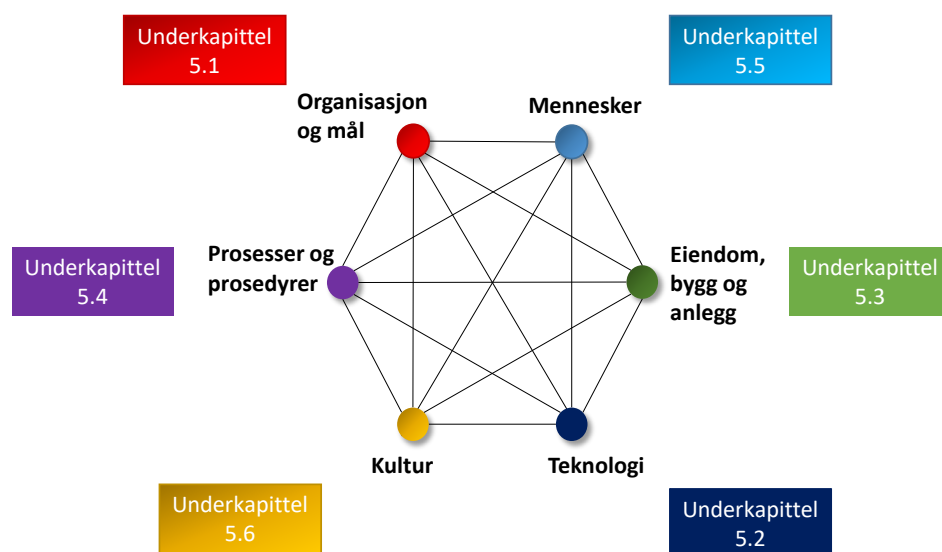 Underkapittel
5.1
Underkapittel
5.5
Organisasjon
og mål
Mennesker
Underkapittel
5.4
Prosesser og
prosedyrer
Eiendom,
bygg og
anlegg
Underkapittel
5.3
Kultur
Teknologi
Underkapittel
5.6
Underkapittel
5.2